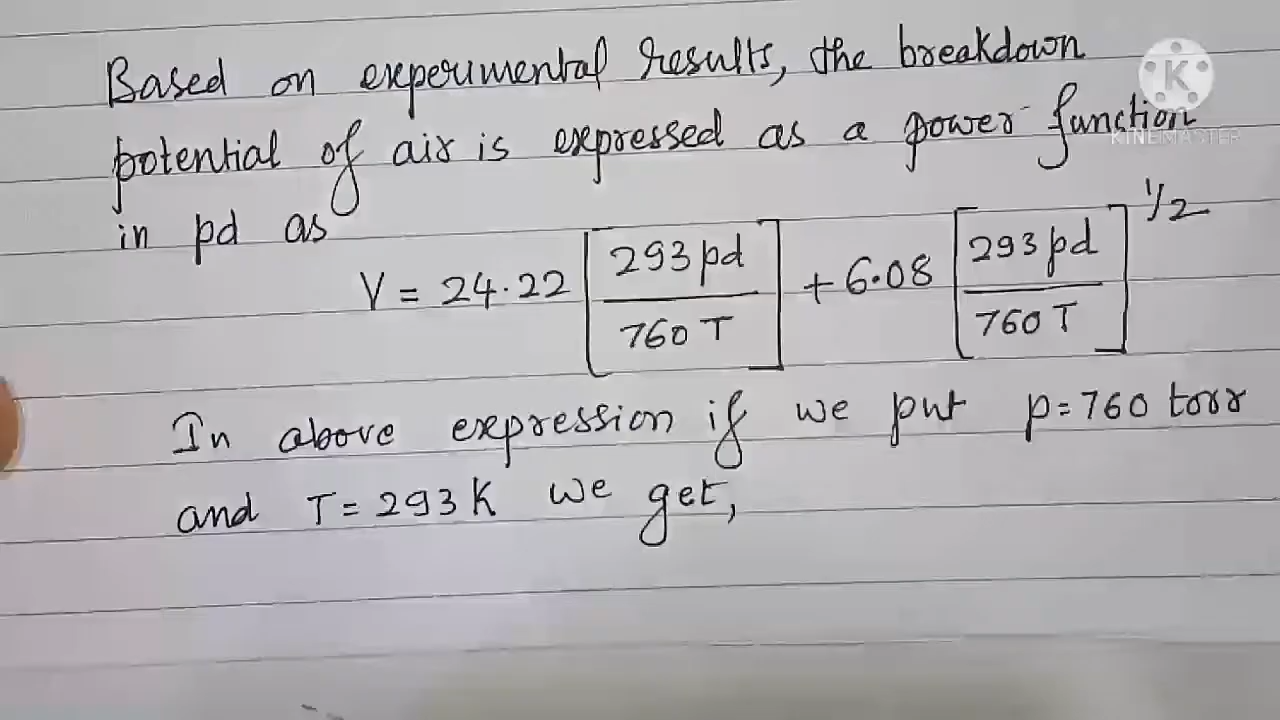 Based on experimental results, the breakdown
potential of air is expressed as a power function
in pd as
V = 24.22 [293 pd / 760 T] + 6.08 [293 pd / 760 T]^1/2
In above expression if we put p = 760 torr
and T = 293 K we get,
K
KINEMASTER